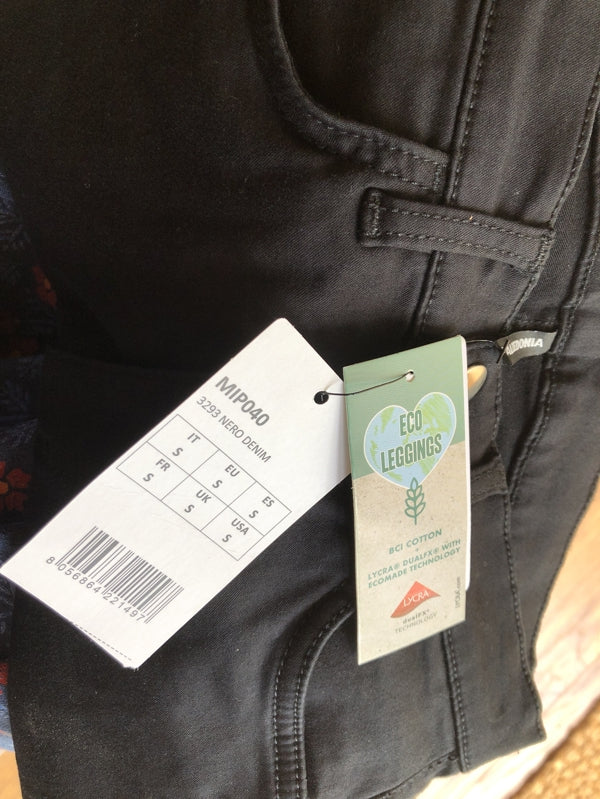 MIP040
3293 NERO DENIM
IT EU ES
S S S
FR UK USA
S S S
8 056864 221497
ECO
LEGGINGS
BCI COTTON
+
LYCRA® DUALFX® WITH
ECOMADE TECHNOLOGY
LYCRA
dualFX®
TECHNOLOGY